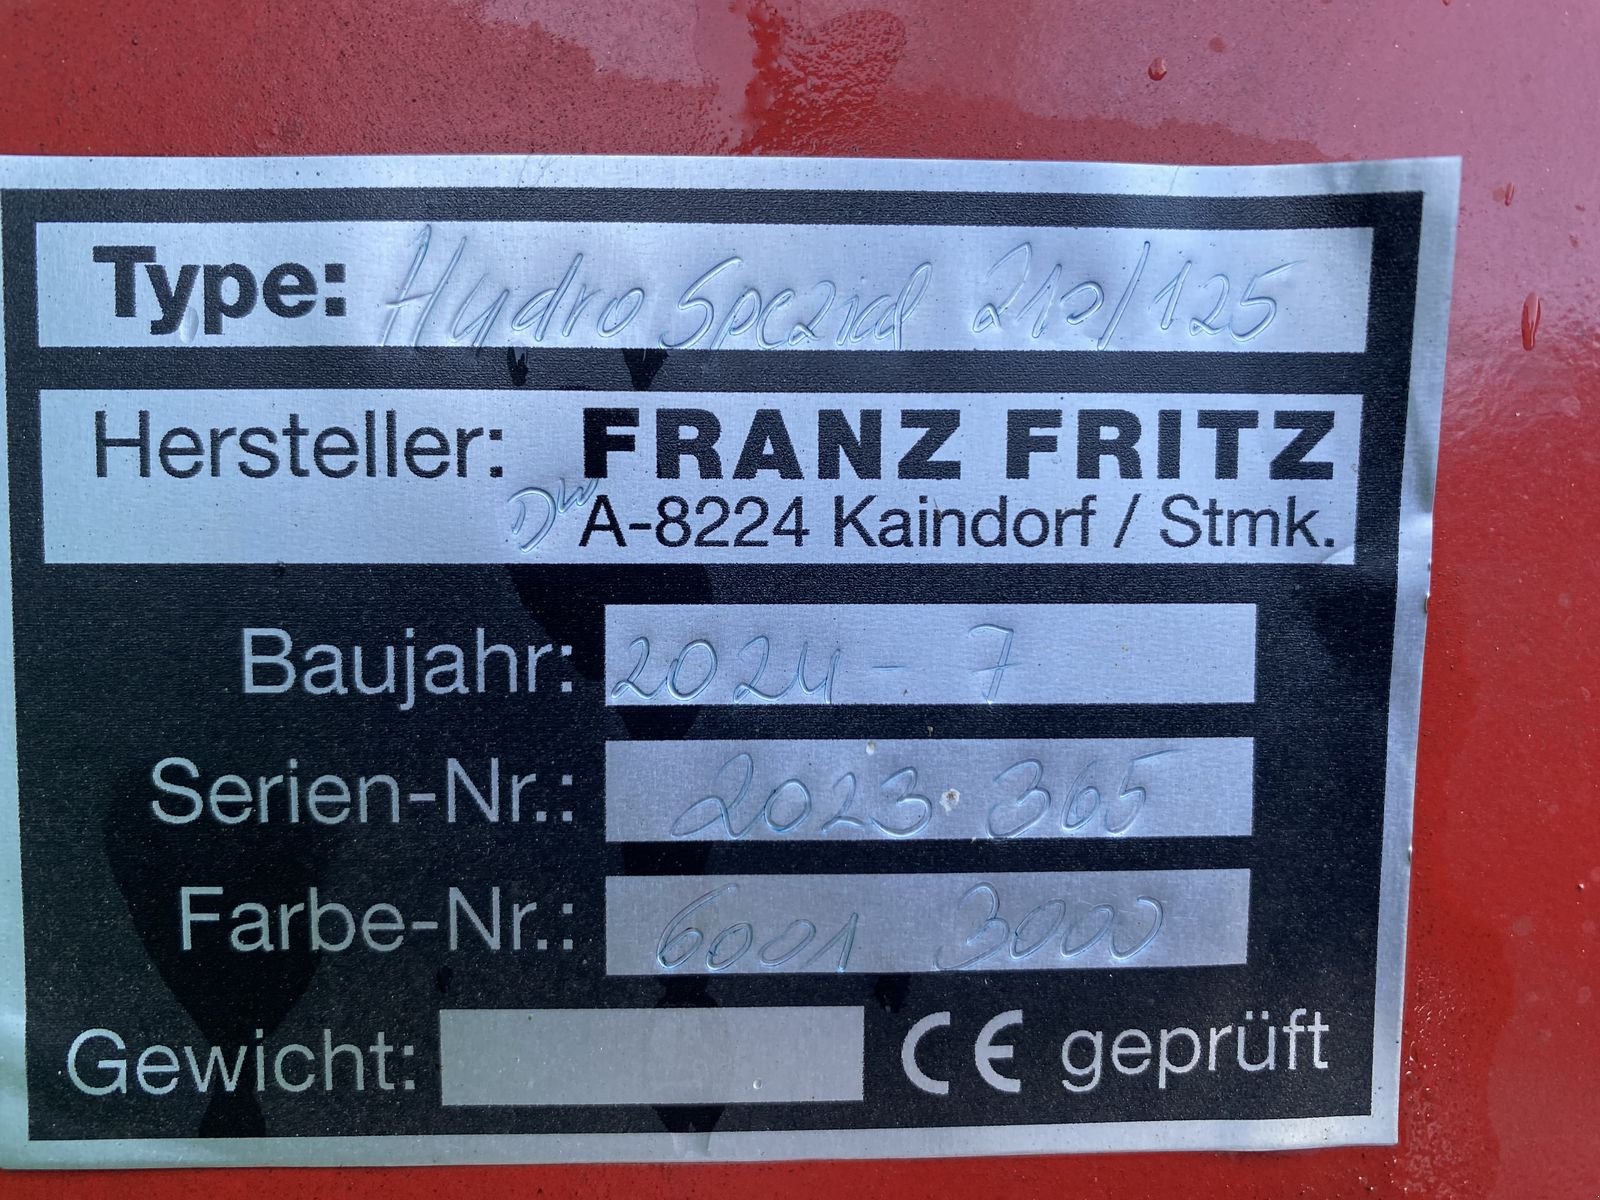 Type: Hydro Spezial 210/125
Hersteller: FRANZ FRITZ
DW A-8224 Kaindorf / Stmk.
Baujahr: 2024 - 7
Serien-Nr.: 2023 · 365
Farbe-Nr.: 6001 3000
Gewicht: CE geprüft